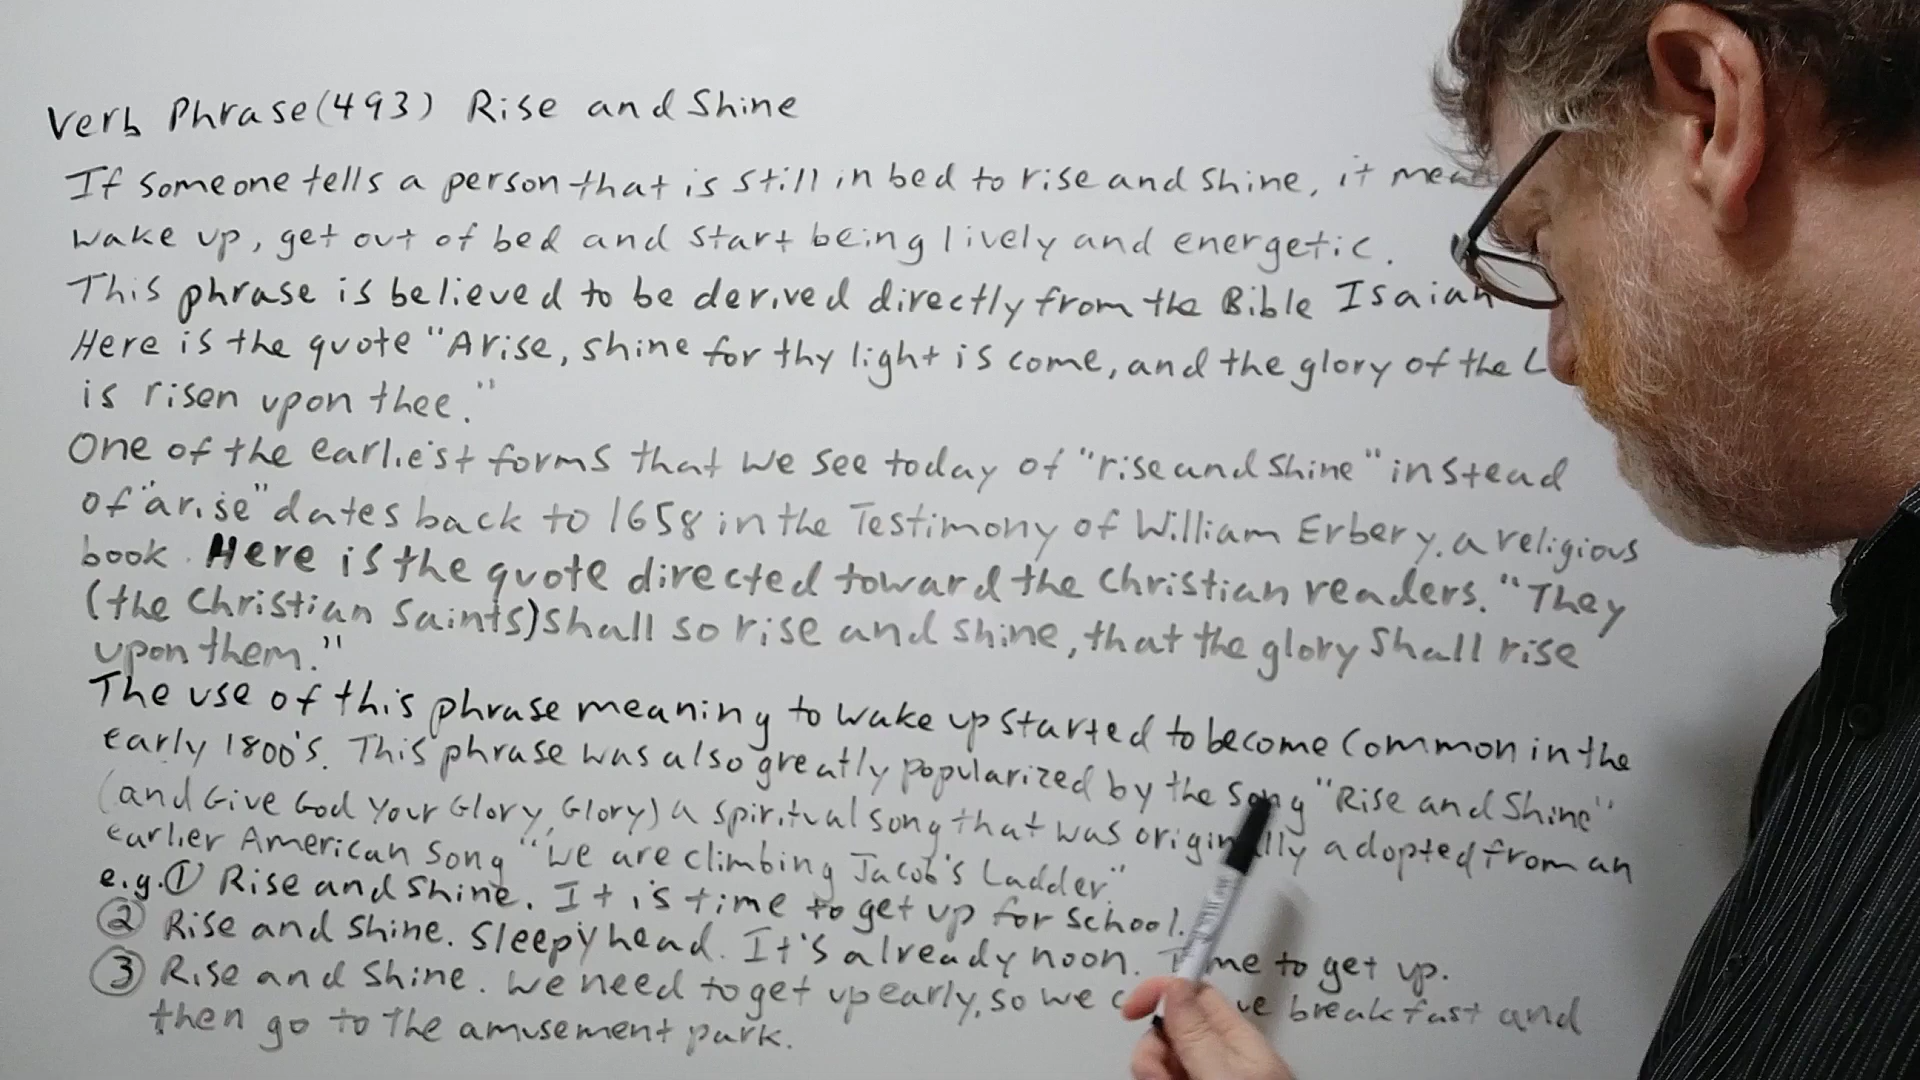 Verb Phrase (493) Rise and Shine
If someone tells a person that is still in bed to rise and shine, it
wake up, get out of bed and start being lively and energetic.
This phrase is believed to be derived directly from the Bible Isaiah
Here is the quote "Arise, shine for thy light is come, and the glory of the
is risen upon thee."
One of the earliest forms that we see today of "rise and shine" instead
of "arise" dates back to 1658 in the Testimony of William Erbery, a religious
book. Here is the quote directed toward the Christian readers. "They
(the Christian Saints) shall so rise and shine, that the glory shall rise
upon them."
The use of this phrase meaning to wake up started to become common in the
early 1800's. This phrase was also greatly popularized by the song "Rise and Shine"
(and Give God Your Glory, Glory) a spiritual song that was originally adopted from an
earlier American song "We are climbing Jacob's Ladder."
e.g. ① Rise and shine. It is time to get up for school.
② Rise and shine. Sleepyhead. It's already noon. Time to get up.
③ Rise and shine. We need to get up early, so we breakfast and
then go to the amusement park.